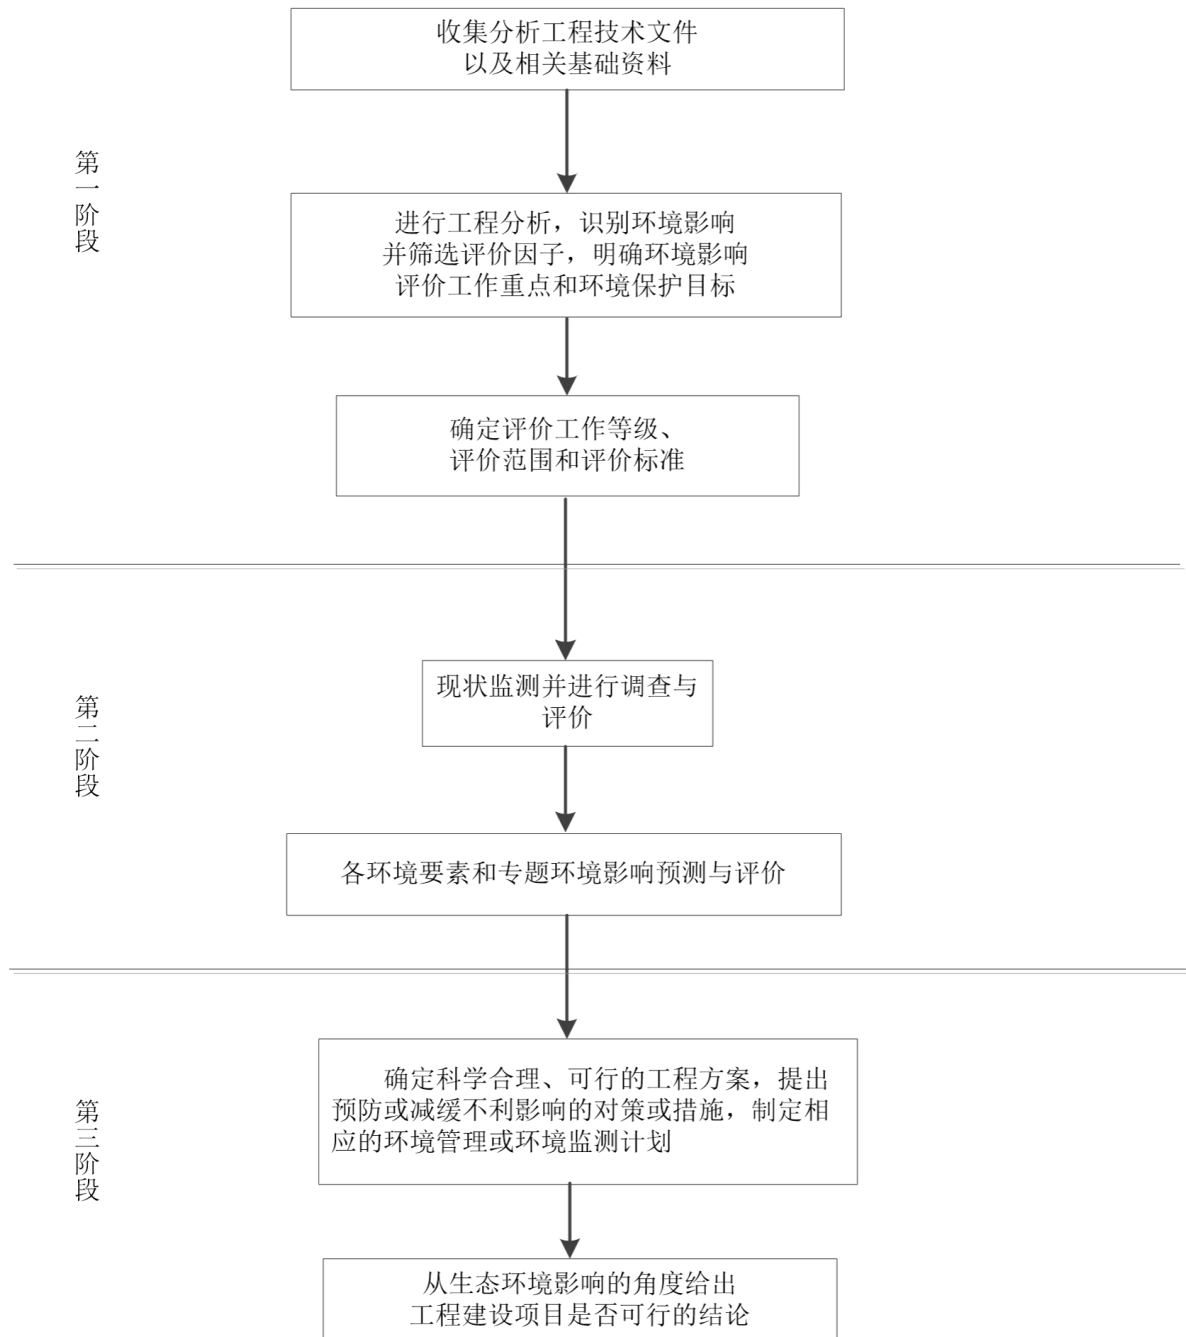 收集分析工程技术文件
以及相关基础资料
第一阶段
进行工程分析，识别环境影响
并筛选评价因子，明确环境影响
评价工作重点和环境保护目标
确定评价工作等级、
评价范围和评价标准
第二阶段
现状监测并进行调查与
评价
各环境要素和专题环境影响预测与评价
第三阶段
确定科学合理、可行的工程方案，提出
预防或减缓不利影响的对策或措施，制定相
应的环境管理或环境监测计划
从生态环境影响的角度给出
工程建设项目是否可行的结论